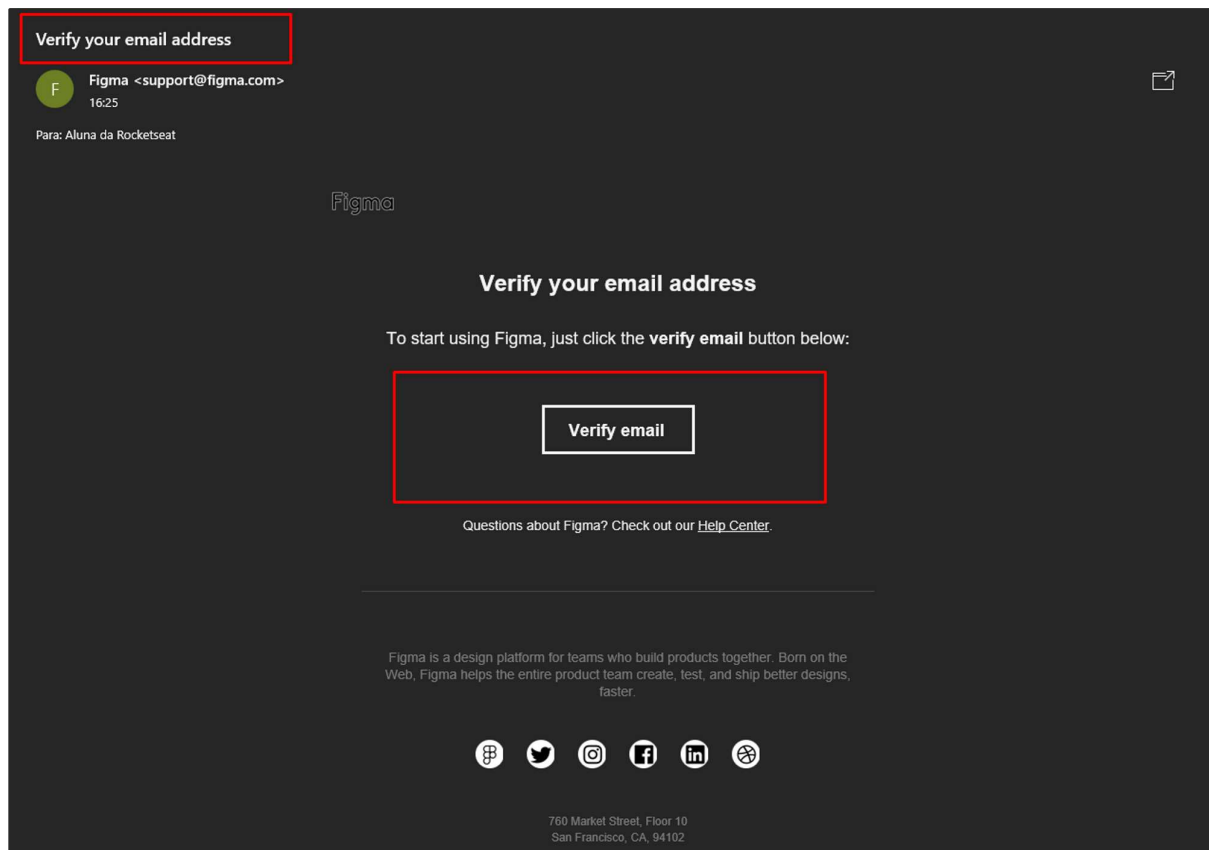 Verify your email address
F
Figma <support@figma.com>
16:25
Para: Aluna da Rocketseat
Figma
Verify your email address
To start using Figma, just click the verify email button below:
Verify email
Questions about Figma? Check out our Help Center.
Figma is a design platform for teams who build products together. Born on the
Web, Figma helps the entire product team create, test, and ship better designs,
faster.
760 Market Street, Floor 10
San Francisco, CA, 94102